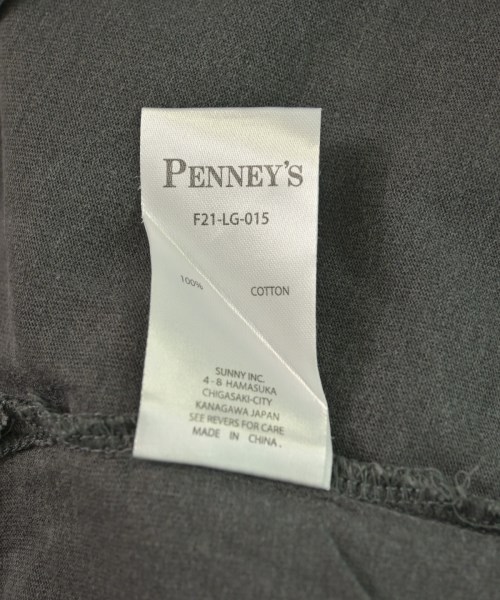 PENNEY'S
F21-LG-015
100% COTTON
SUNNY INC.
4-8 HAMASUKA
CHIGASAKI-CITY
KANAGAWA JAPAN
SEE REVERS FOR CARE
MADE IN CHINA.